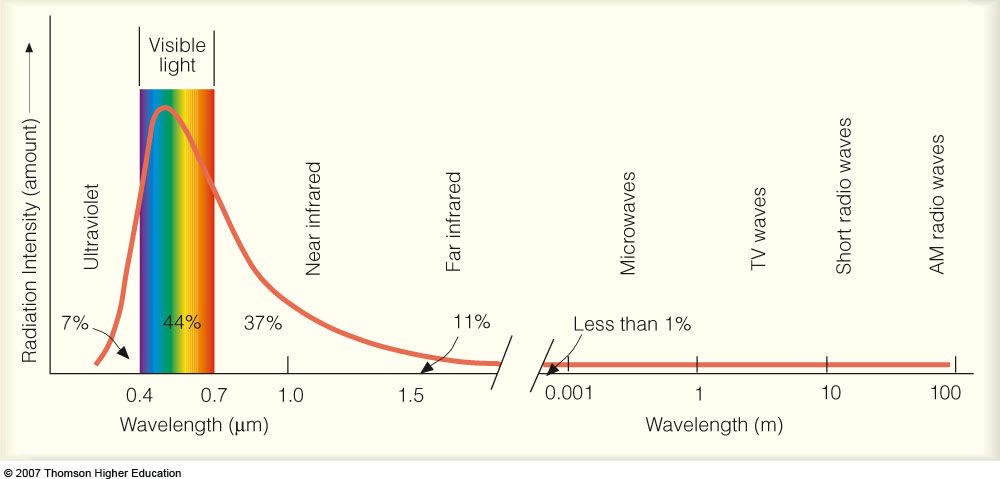 Visible
light
Radiation Intensity (amount)
Ultraviolet
Near infrared
Far infrared
Microwaves
TV waves
Short radio waves
AM radio waves
7%
44%
37%
11%
Less than 1%
0.4
0.7
1.0
1.5
0.001
1
10
100
Wavelength (μm)
Wavelength (m)
© 2007 Thomson Higher Education